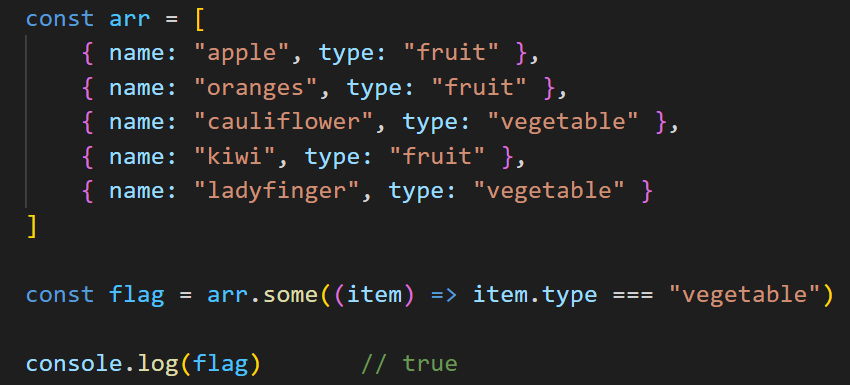 const arr = [
    { name: "apple", type: "fruit" },
    { name: "oranges", type: "fruit" },
    { name: "cauliflower", type: "vegetable" },
    { name: "kiwi", type: "fruit" },
    { name: "ladyfinger", type: "vegetable" }
]
const flag = arr.some((item) => item.type === "vegetable")
console.log(flag)       // true